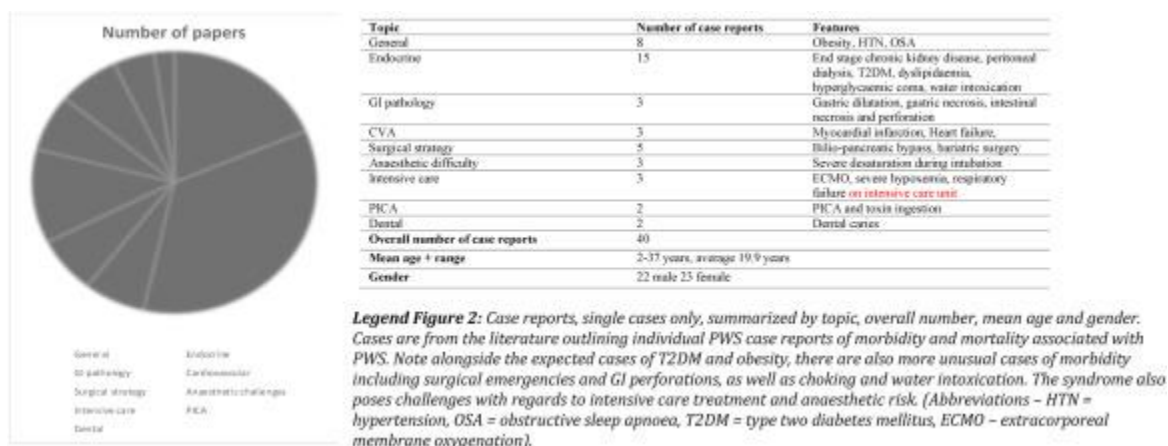 Number of papers
General Endocrine
GI pathology Cardiovascular
Surgical strategy Anaesthetic challenges
Intensive care PICA
Dental
Topic Number of case reports Features
General 8 Obesity, HTN, OSA
Endocrine 15 End stage chronic kidney disease, peritoneal
dialysis, T2DM, dyslipidaemia,
hyperglycaemic coma, water intoxication
GI pathology 3 Gastric dilatation, gastric necrosis, intestinal
necrosis and perforation
CVA 3 Myocardial infarction, Heart failure,
Surgical strategy 5 Bilio-pancreatic bypass, bariatric surgery
Anaesthetic difficulty 3 Severe desaturation during intubation
Intensive care 3 ECMO, severe hypoxemia, respiratory
failure on intensive care unit
PICA 2 PICA and toxin ingestion
Dental 2 Dental caries
Overall number of case reports 40
Mean age + range 2-37 years, average 19.9 years
Gender 22 male 23 female
Legend Figure 2: Case reports, single cases only, summarized by topic, overall number, mean age and gender.
Cases are from the literature outlining individual PWS case reports of morbidity and mortality associated with
PWS. Note alongside the expected cases of T2DM and obesity, there are also more unusual cases of morbidity
including surgical emergencies and GI perforations, as well as choking and water intoxication. The syndrome also
poses challenges with regards to intensive care treatment and anaesthetic risk. (Abbreviations – HTN =
hypertension, OSA = obstructive sleep apnoea, T2DM = type two diabetes mellitus, ECMO – extracorporeal
membrane oxygenation).